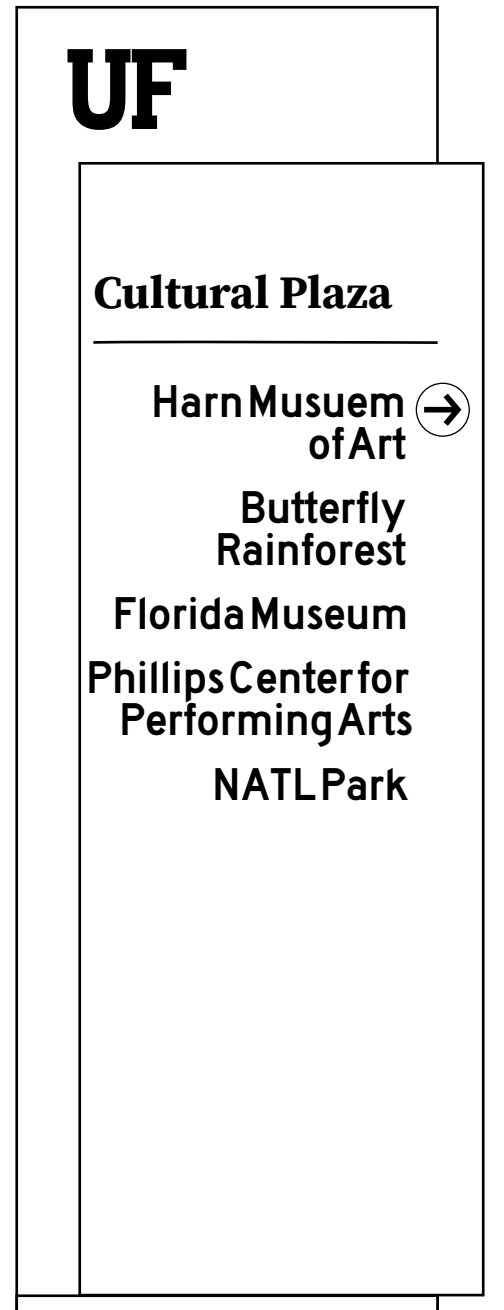 UF
Cultural Plaza
Harn Musuem
of Art
Butterfly
Rainforest
Florida Museum
Phillips Center for
Performing Arts
NATL Park